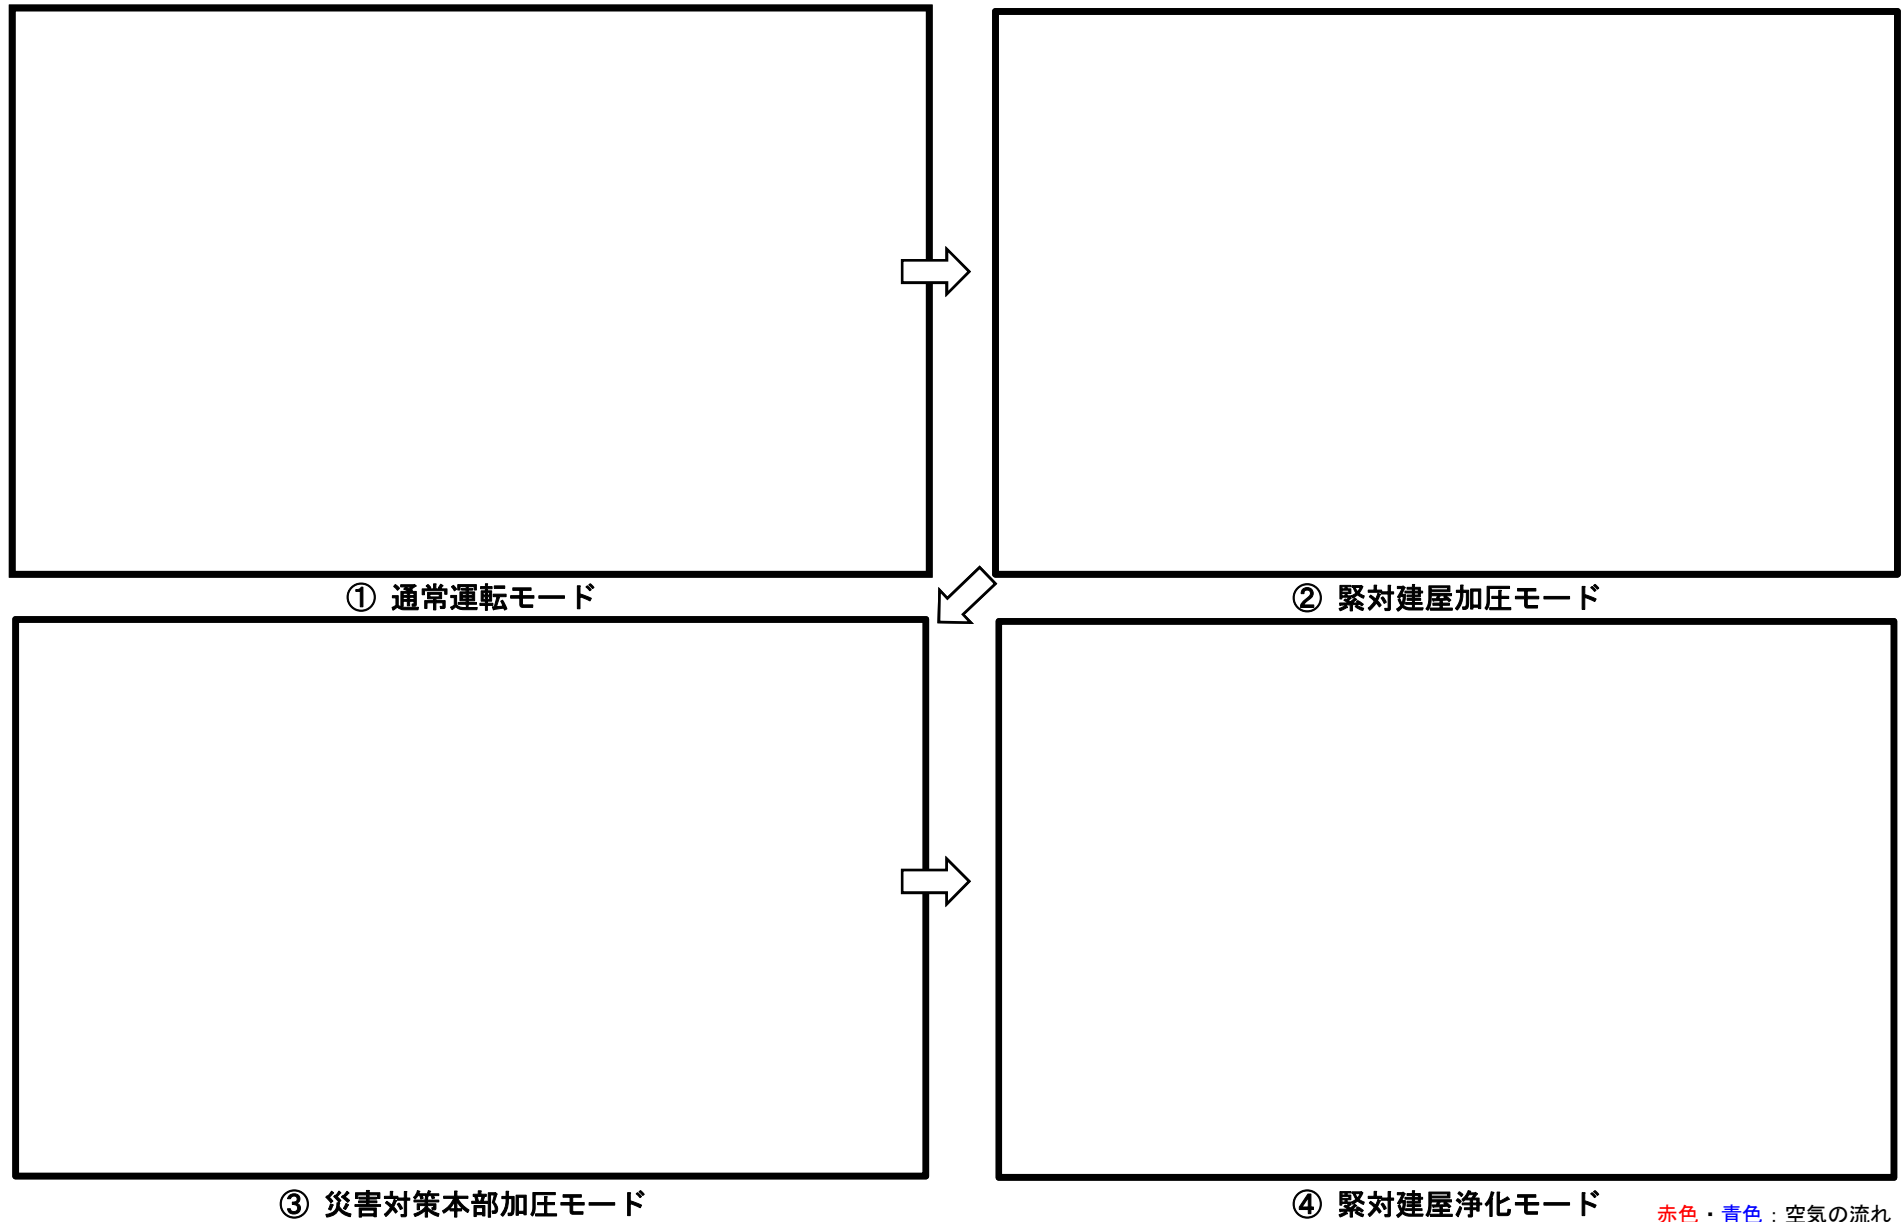 ① 通常運転モード
② 緊対建屋加圧モード
③ 災害対策本部加圧モード
④ 緊対建屋浄化モード
赤色・青色：空気の流れ